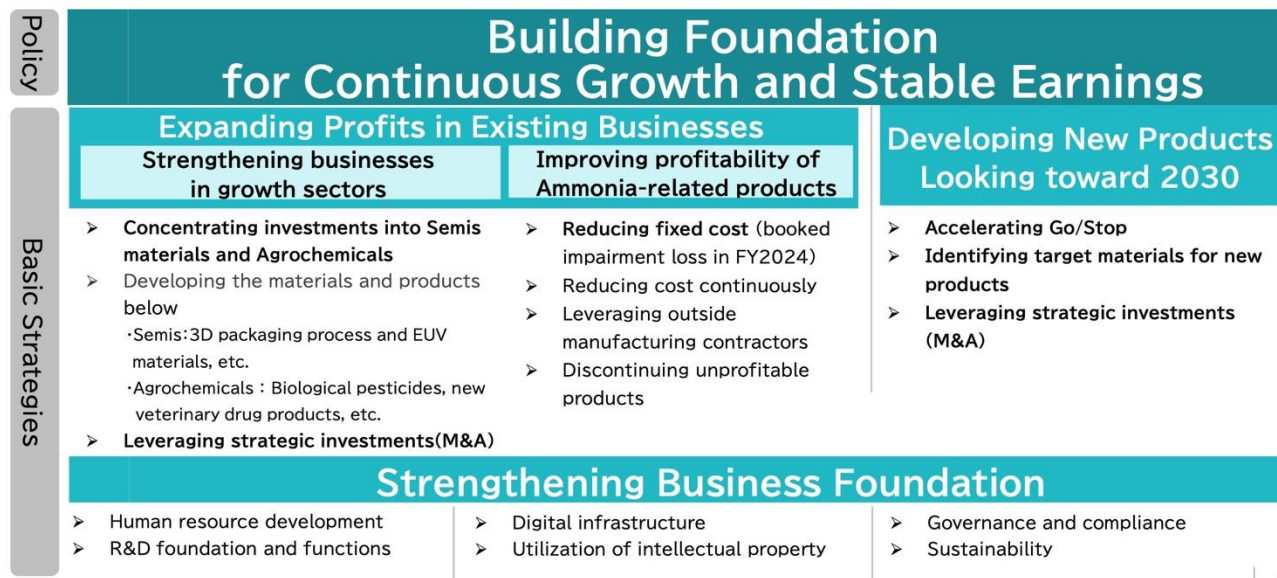 Policy
Building Foundation
for Continuous Growth and Stable Earnings
Basic Strategies
Expanding Profits in Existing Businesses
Strengthening businesses
in growth sectors
➢ Concentrating investments into Semis
materials and Agrochemicals
➢ Developing the materials and products
below
・Semis:3D packaging process and EUV
materials, etc.
・Agrochemicals : Biological pesticides, new
veterinary drug products, etc.
➢ Leveraging strategic investments(M&A)
Improving profitability of
Ammonia-related products
➢ Reducing fixed cost (booked
impairment loss in FY2024)
➢ Reducing cost continuously
➢ Leveraging outside
manufacturing contractors
➢ Discontinuing unprofitable
products
Developing New Products
Looking toward 2030
➢ Accelerating Go/Stop
➢ Identifying target materials for new
products
➢ Leveraging strategic investments
(M&A)
Strengthening Business Foundation
➢ Human resource development
➢ R&D foundation and functions
➢ Digital infrastructure
➢ Utilization of intellectual property
➢ Governance and compliance
➢ Sustainability